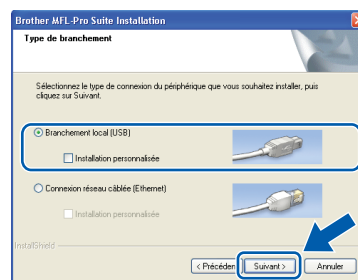 Brother MFL-Pro Suite Installation
Type de branchement
Sélectionnez le type de connexion du périphérique que vous souhaitez installer, puis
cliquez sur Suivant.
Branchement local (USB)
Installation personnalisée
Connexion réseau câblée (Ethernet)
Installation personnalisée
InstallShield
< Précéden
Suivant >
Annuler